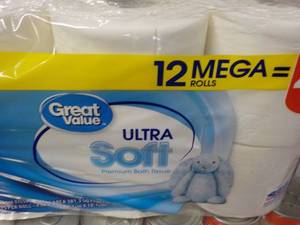 12 MEGA =
ROLLS
Great
Value
ULTRA
Soft
Premium Bath Tissue